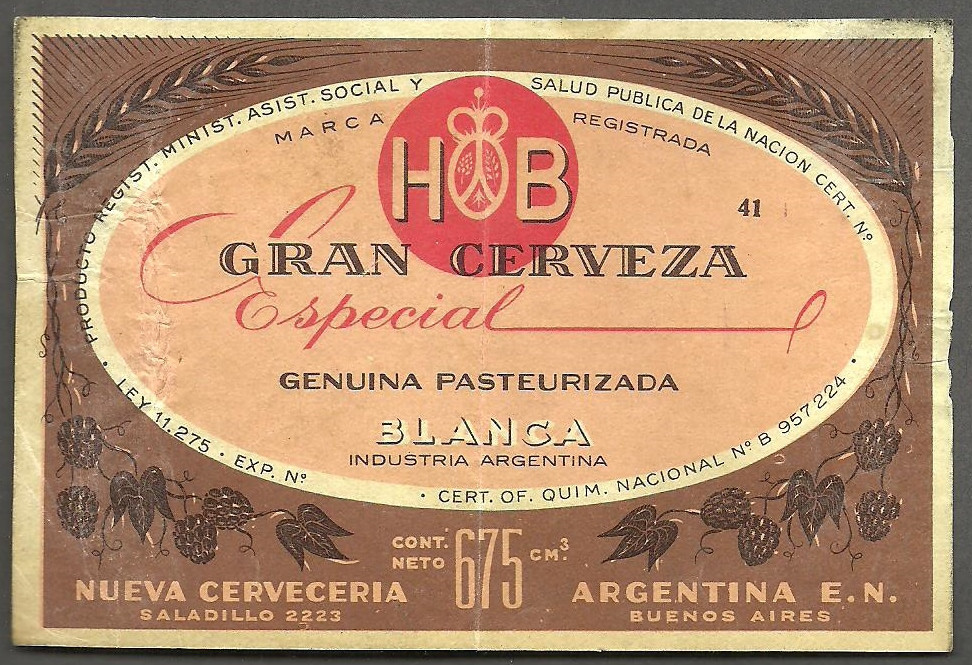 PRODUCTO REGIST. MINIST. ASIST. SOCIAL Y SALUD PUBLICA DE LA NACION CERT. Nº
MARCA REGISTRADA
H B
41
GRAN CERVEZA
Especial
GENUINA PASTEURIZADA
BLANCA
INDUSTRIA ARGENTINA
· LEY 11.275 · EXP. Nº
· CERT. OF. QUIM. NACIONAL Nº B 957224 ·
CONT. NETO 675 CM.³
NUEVA CERVECERIA ARGENTINA E. N.
SALADILLO 2223 BUENOS AIRES